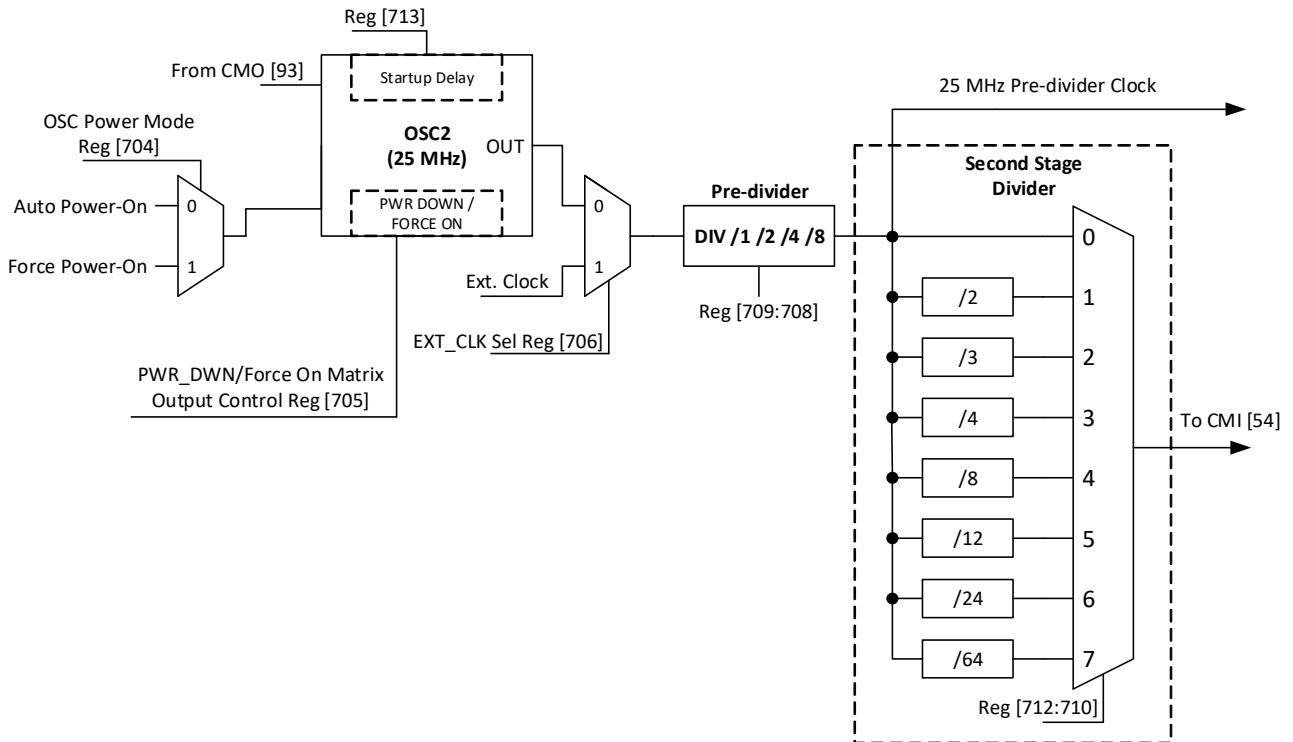 Reg [713]
From CMO [93]
Startup Delay
25 MHz Pre-divider Clock
OSC Power Mode
Reg [704]
OSC2
(25 MHz)
OUT
Auto Power-On
0
Force Power-On
1
PWR DOWN /
FORCE ON
0
1
Ext. Clock
EXT_CLK Sel Reg [706]
PWR_DWN/Force On Matrix
Output Control Reg [705]
Pre-divider
DIV /1 /2 /4 /8
Reg [709:708]
Second Stage
Divider
0
/2
1
/3
2
/4
3
/8
4
/12
5
/24
6
/64
7
To CMI [54]
Reg [712:710]